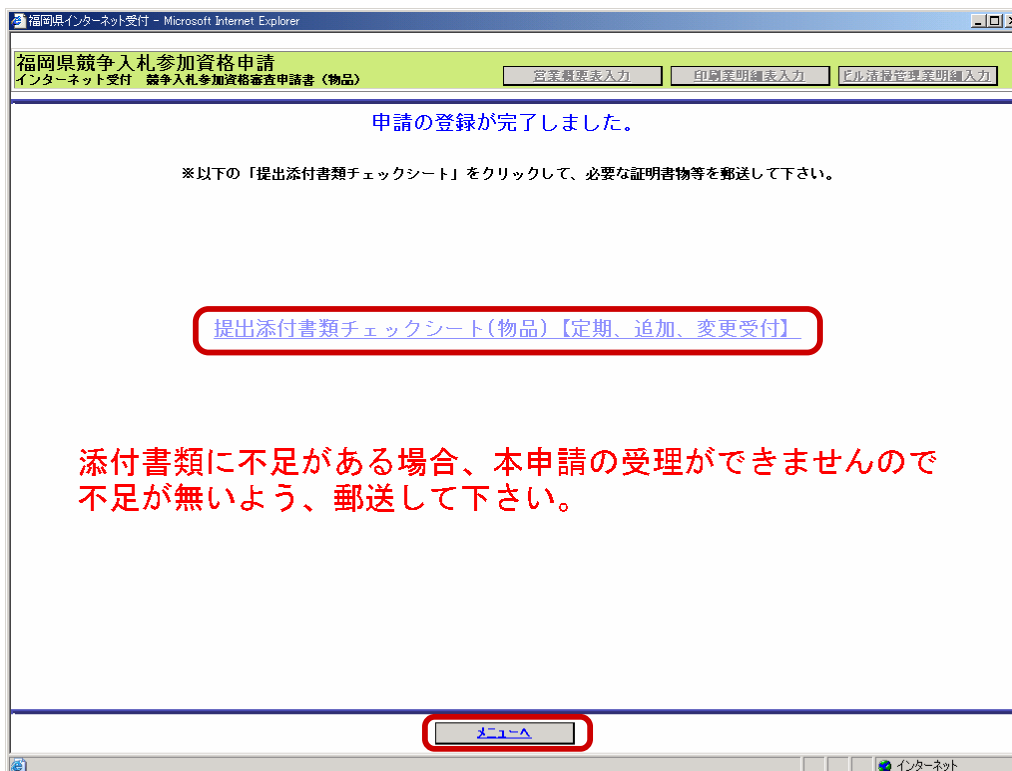 福岡県インターネット受付 - Microsoft Internet Explorer
福岡県競争入札参加資格申請
インターネット受付 競争入札参加資格審査申請書（物品）
営業概要表入力 印刷業明細表入力 ビル清掃管理業明細入力
申請の登録が完了しました。
※以下の「提出添付書類チェックシート」をクリックして、必要な証明書物等を郵送して下さい。
提出添付書類チェックシート(物品)【定期、追加、変更受付】
添付書類に不足がある場合、本申請の受理ができませんので
不足が無いよう、郵送して下さい。
メニューへ
インターネット